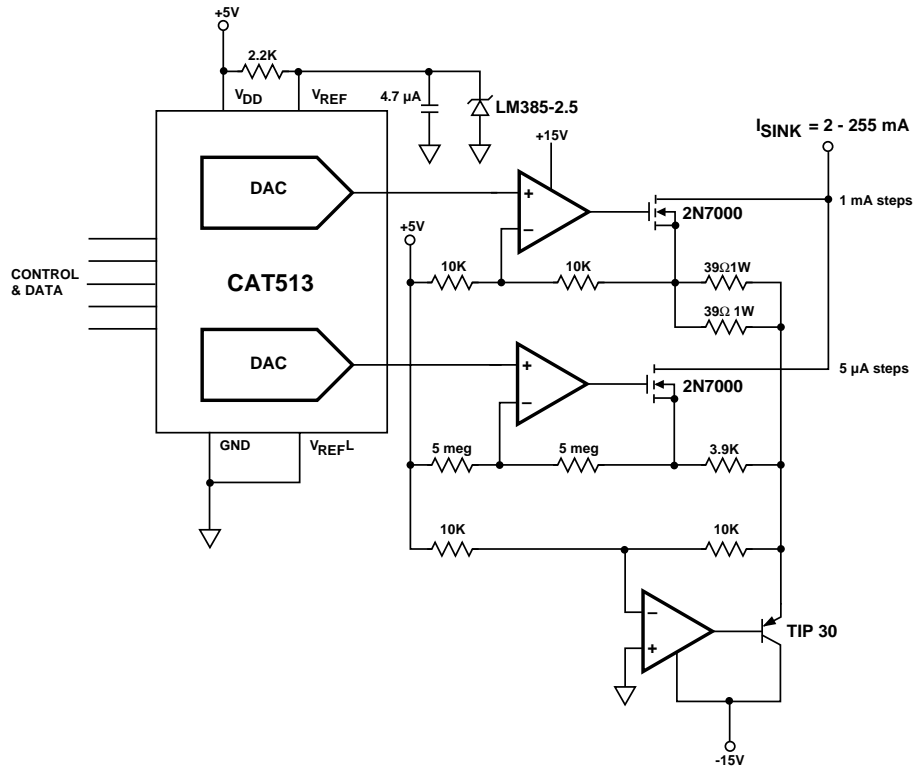 +5V
2.2K
VDD
VREF
4.7 µA
LM385-2.5
ISINK = 2 - 255 mA
+15V
DAC
+
−
2N7000
1 mA steps
+5V
10K
10K
39Ω1W
39Ω 1W
CONTROL
& DATA
CAT513
DAC
+
−
2N7000
5 µA steps
GND
VREFL
5 meg
5 meg
3.9K
10K
10K
−
+
TIP 30
-15V